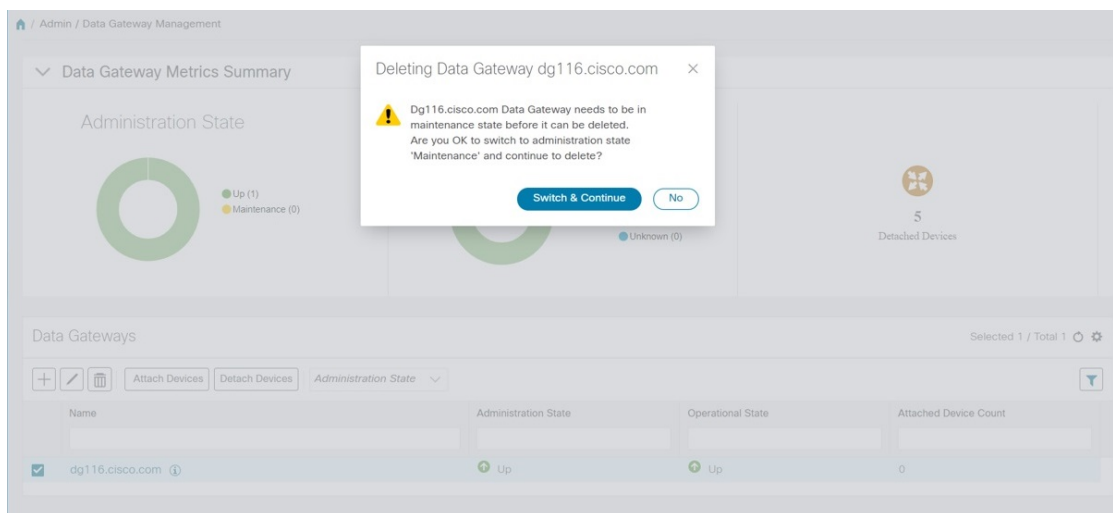 / Admin / Data Gateway Management
Data Gateway Metrics Summary
Deleting Data Gateway dg116.cisco.com
Dg116.cisco.com Data Gateway needs to be in
maintenance state before it can be deleted.
Are you OK to switch to administration state
'Maintenance' and continue to delete?
Switch & Continue
No
Administration State
Up (1)
Maintenance (0)
Unknown (0)
5
Detached Devices
Data Gateways
Selected 1 / Total 1
Attach Devices
Detach Devices
Administration State
Name
Administration State
Operational State
Attached Device Count
dg116.cisco.com
Up
Up
0